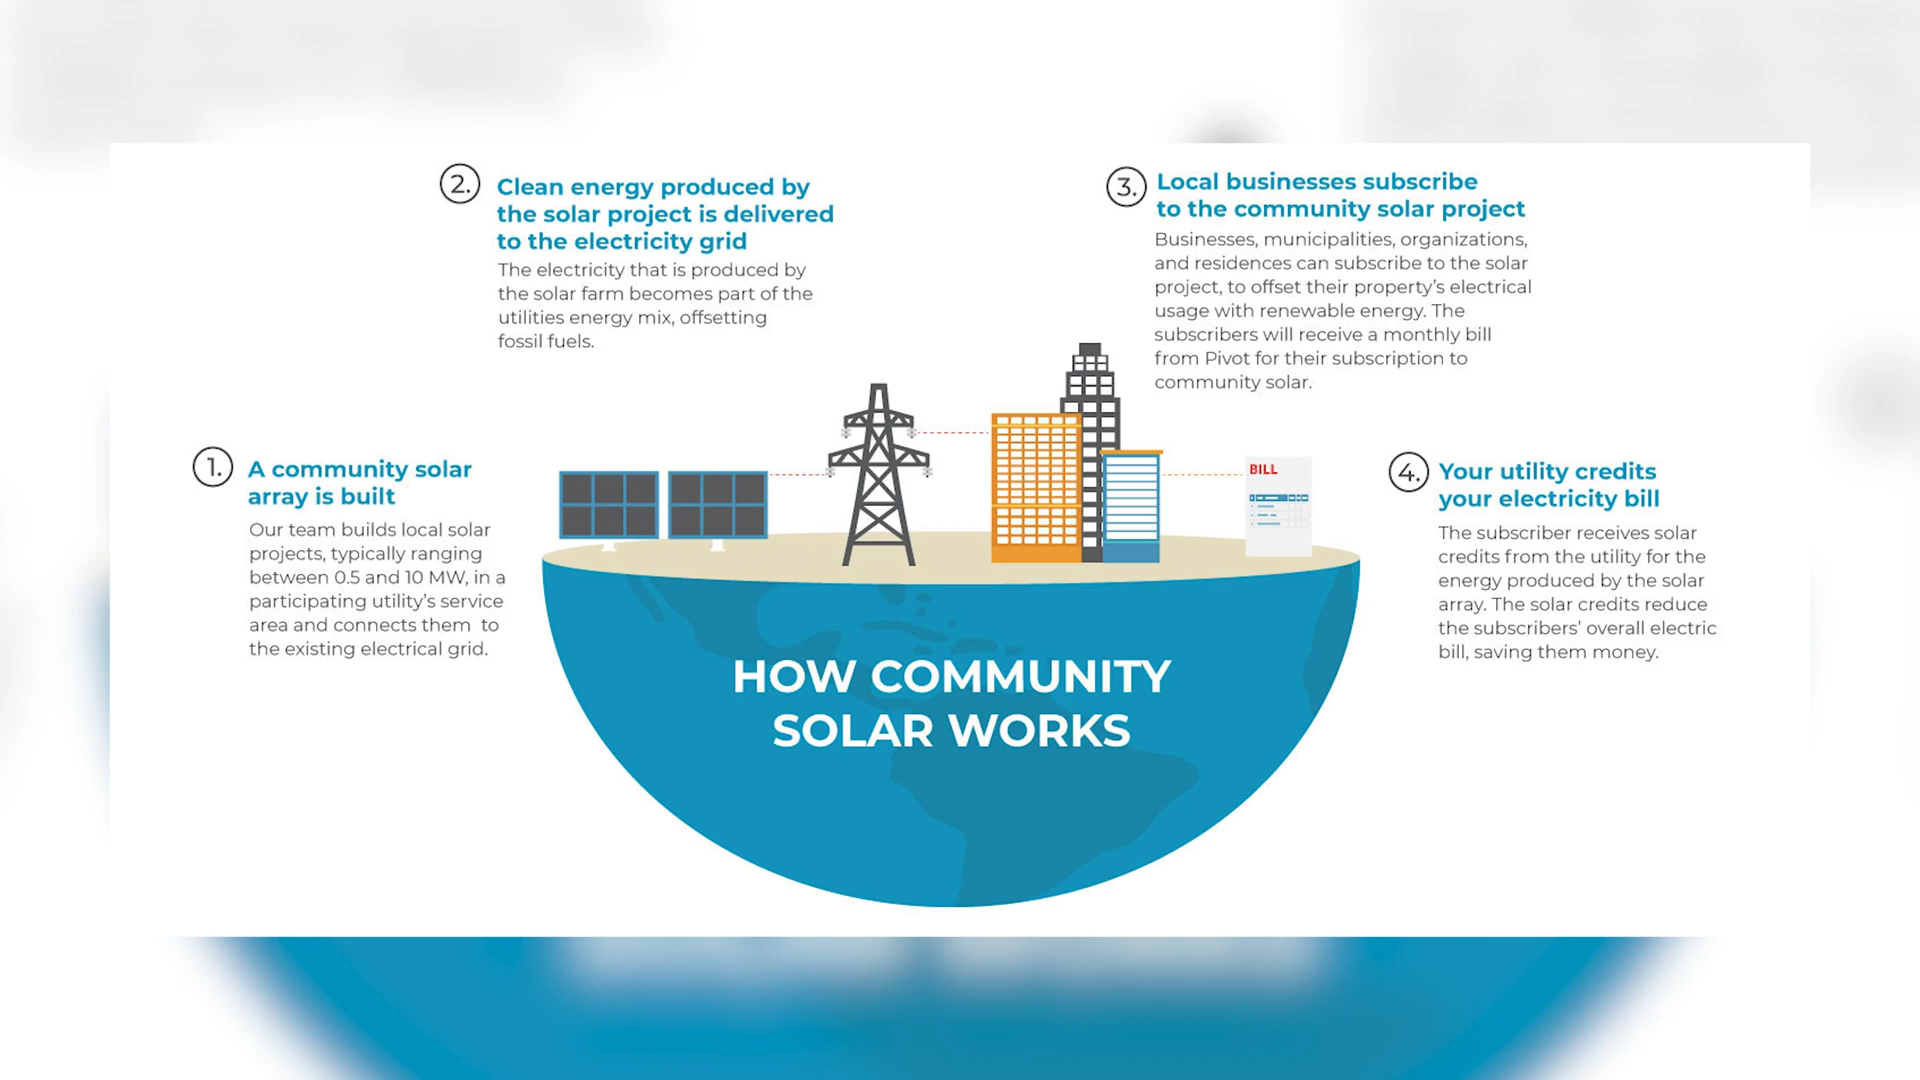 1.
A community solar
array is built
Our team builds local solar
projects, typically ranging
between 0.5 and 10 MW, in a
participating utility's service
area and connects them  to
the existing electrical grid.
2.
Clean energy produced by
the solar project is delivered
to the electricity grid
The electricity that is produced by
the solar farm becomes part of the
utilities energy mix, offsetting
fossil fuels.
3.
Local businesses subscribe
to the community solar project
Businesses, municipalities, organizations,
and residences can subscribe to the solar
project, to offset their property's electrical
usage with renewable energy. The
subscribers will receive a monthly bill
from Pivot for their subscription to
community solar.
BILL
4.
Your utility credits
your electricity bill
The subscriber receives solar
credits from the utility for the
energy produced by the solar
array. The solar credits reduce
the subscribers' overall electric
bill, saving them money.
HOW COMMUNITY
SOLAR WORKS